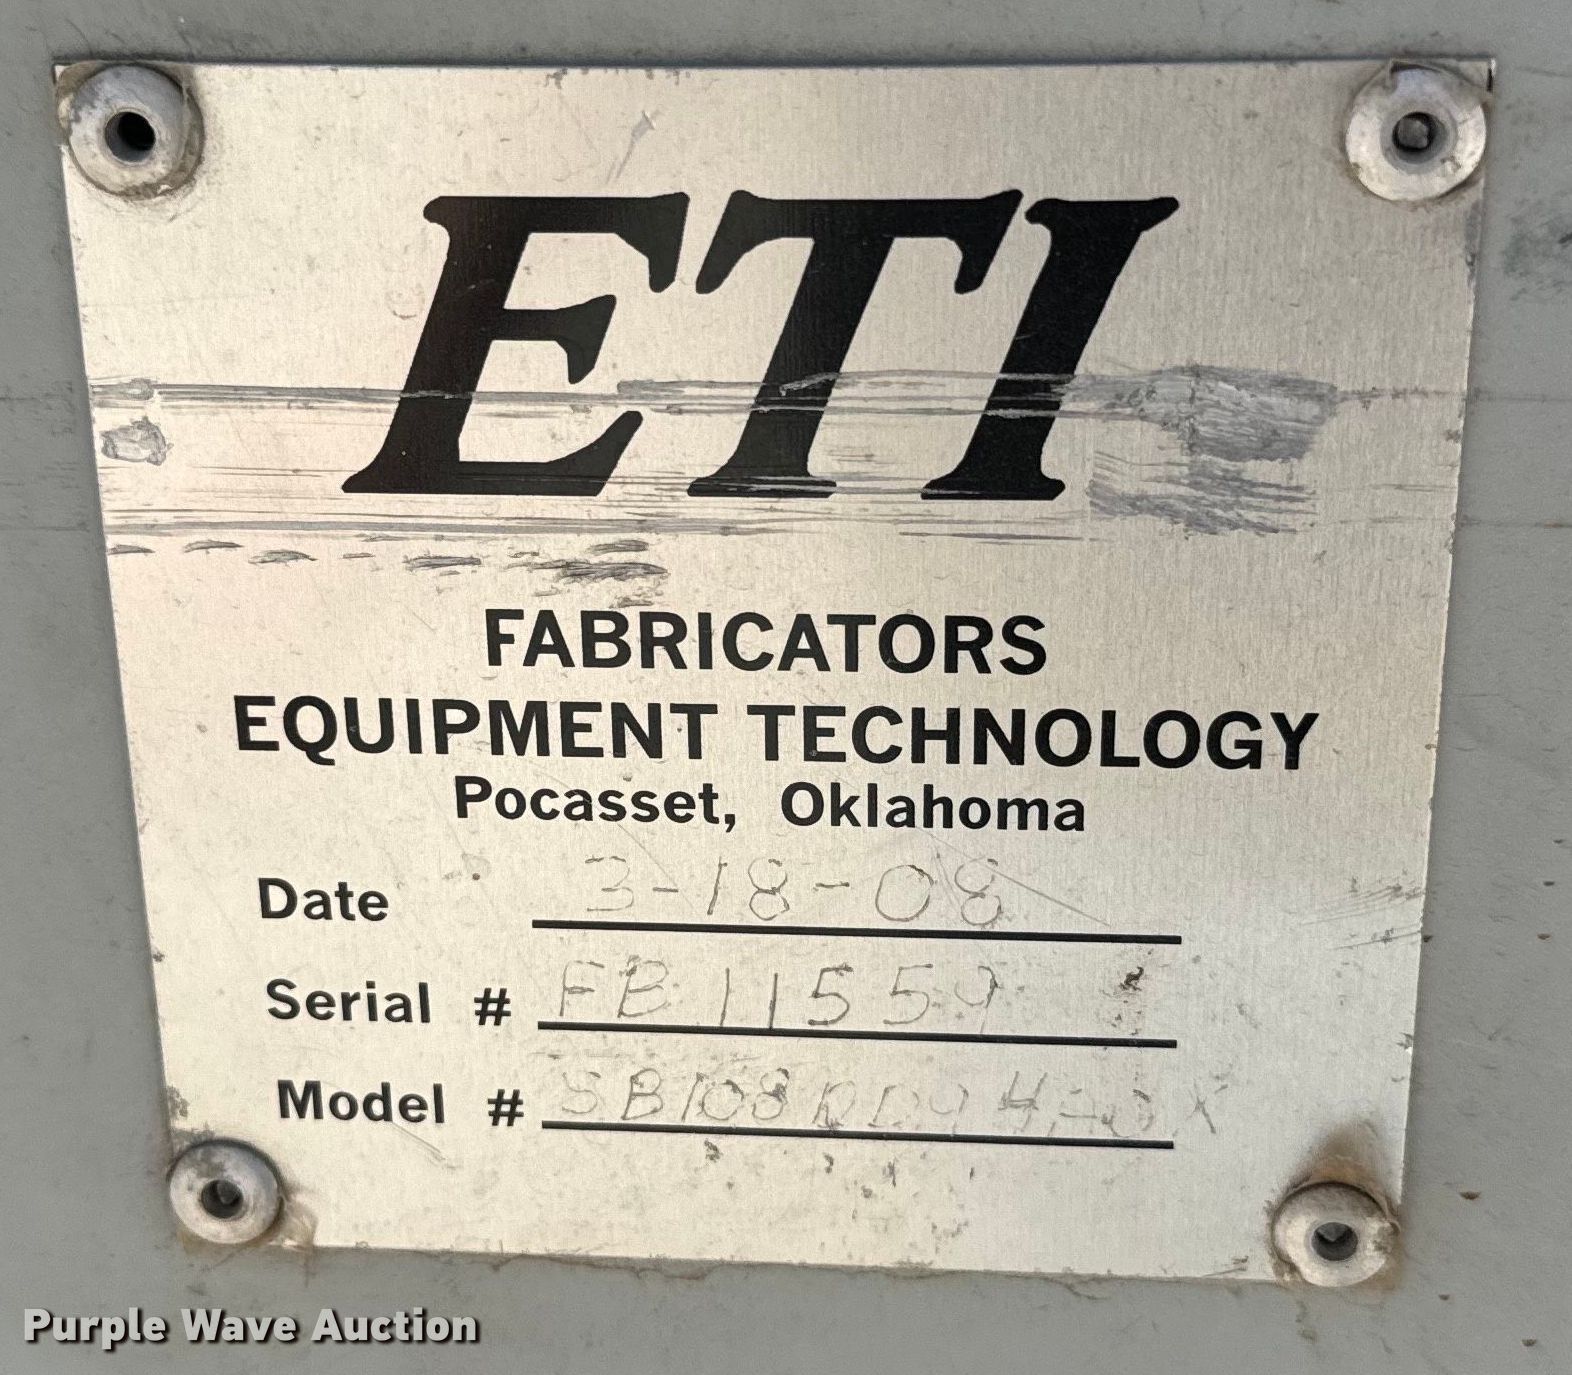 ETI
FABRICATORS
EQUIPMENT TECHNOLOGY
Pocasset, Oklahoma
Date 3-18-08
Serial # FB11559
Model #
Purple Wave Auction